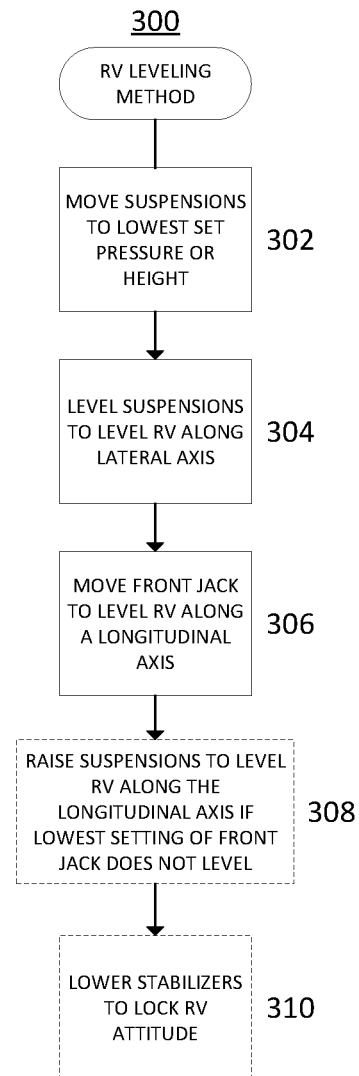 300
RV LEVELING
METHOD
MOVE SUSPENSIONS
TO LOWEST SET
PRESSURE OR
HEIGHT
302
LEVEL SUSPENSIONS
TO LEVEL RV ALONG
LATERAL AXIS
304
MOVE FRONT JACK
TO LEVEL RV ALONG
A LONGITUDINAL
AXIS
306
RAISE SUSPENSIONS TO LEVEL
RV ALONG THE
LONGITUDINAL AXIS IF
LOWEST SETTING OF FRONT
JACK DOES NOT LEVEL
308
LOWER STABILIZERS
TO LOCK RV
ATTITUDE
310